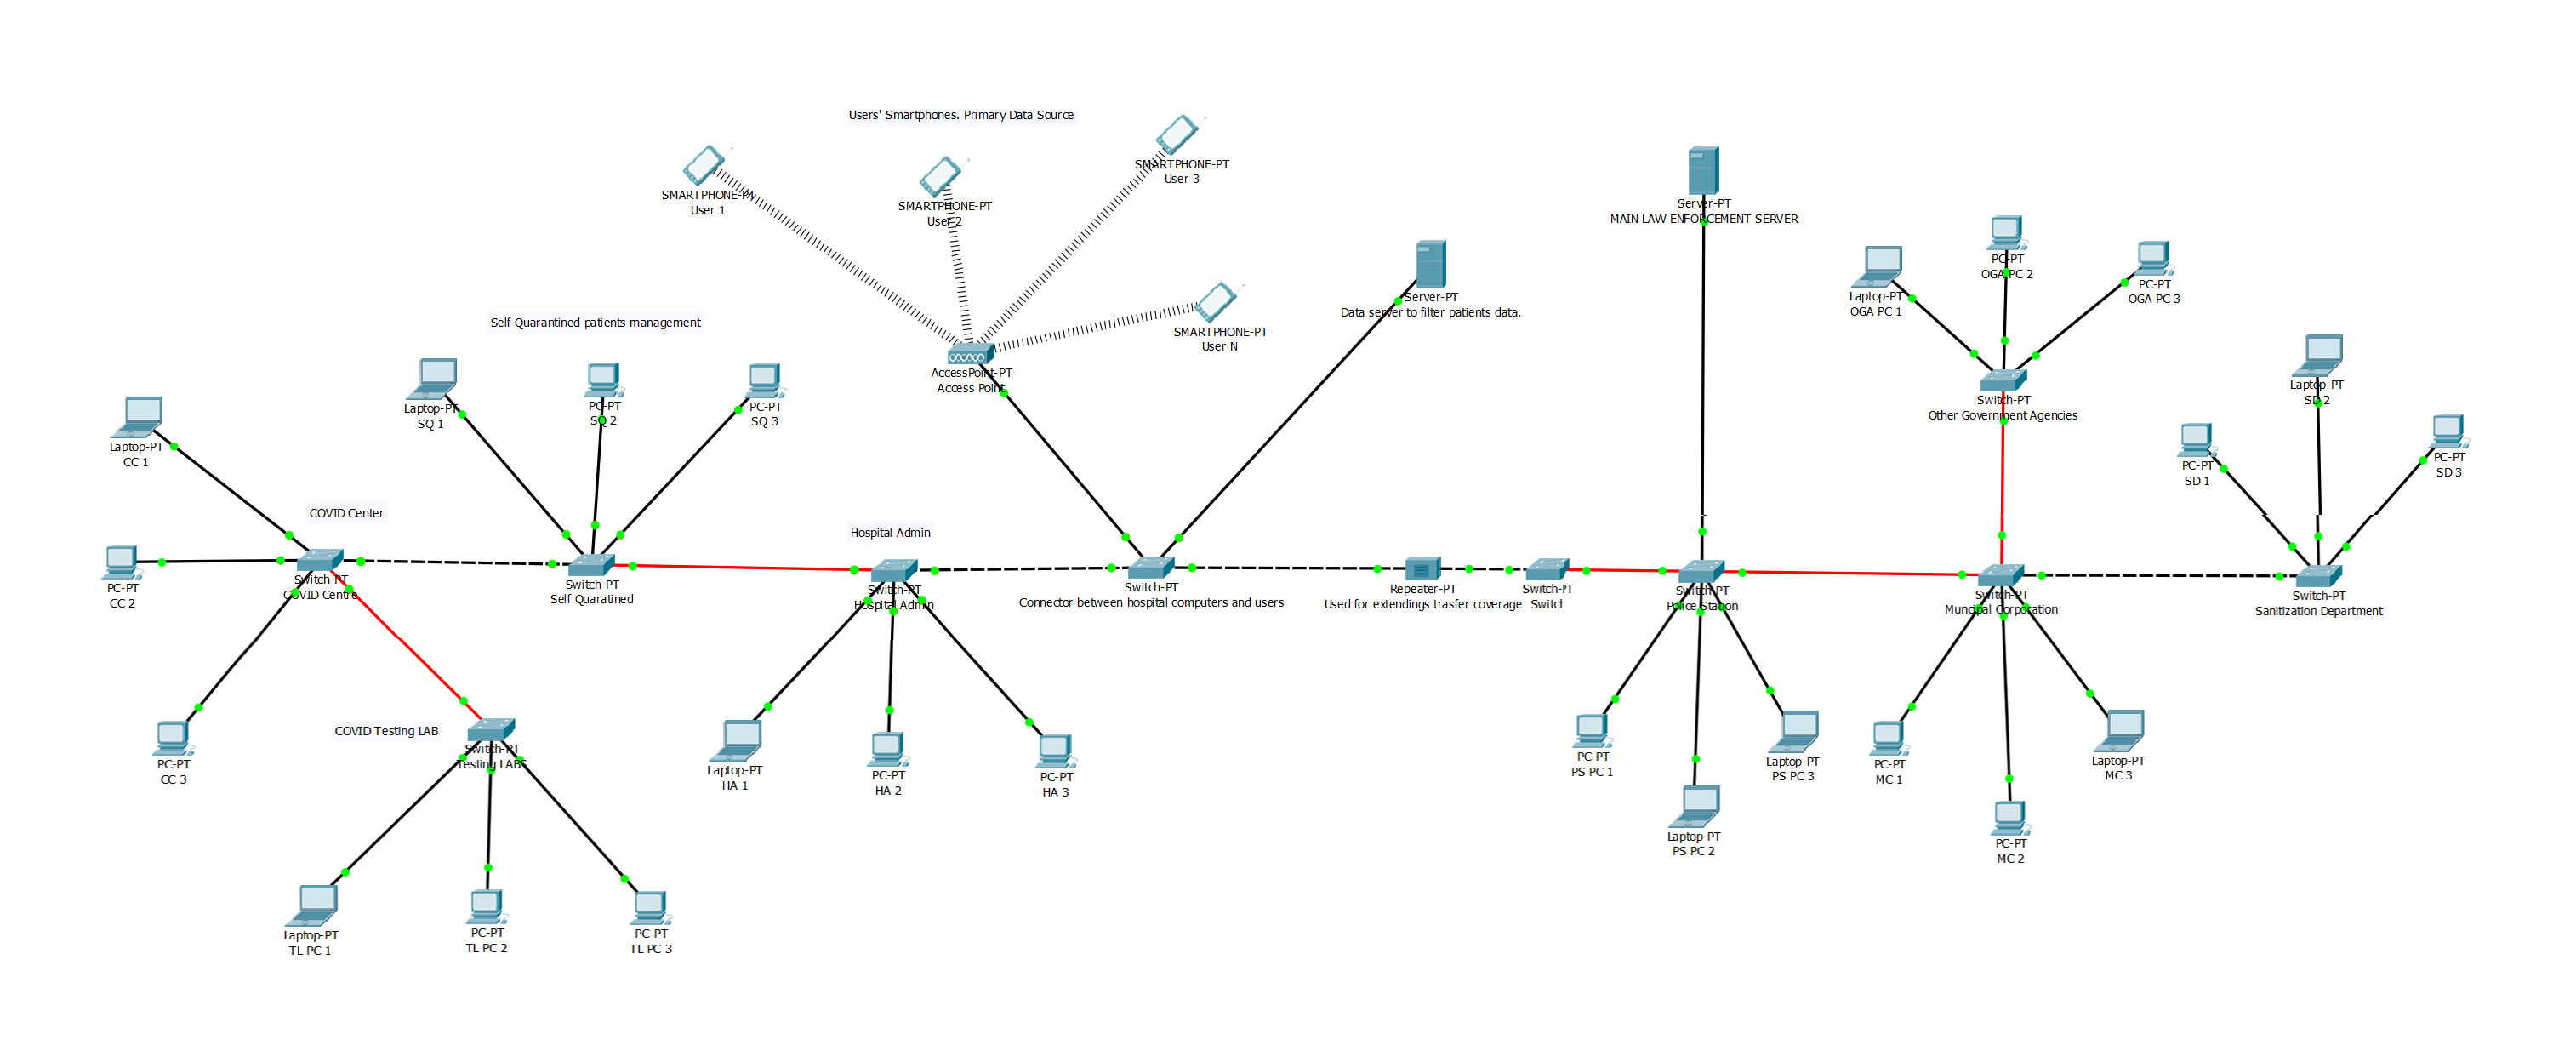 Users' Smartphones. Primary Data Source
SMARTPHONE-PT
User 1
SMARTPHONE-PT
User 2
SMARTPHONE-PT
User 3
SMARTPHONE-PT
User N
AccessPoint-PT
Access Point
Server-PT
Data server to filter patients data.
Server-PT
MAIN LAW ENFORCEMENT SERVER
Self Quarantined patients management
Laptop-PT
SQ 1
PC-PT
SQ 2
PC-PT
SQ 3
Laptop-PT
CC 1
COVID Center
PC-PT
CC 2
Switch-PT
COVID Centre
PC-PT
CC 3
Switch-PT
Self Quaratined
Hospital Admin
Switch-PT
Hospital Admin
Switch-PT
Connector between hospital computers and users
Repeater-PT
Used for extendings trasfer coverage
Switch-PT
Switch
Switch-PT
Police Station
Switch-PT
Muncipal Corporation
Switch-PT
Sanitization Department
Laptop-PT
OGA PC 1
PC-PT
OGA PC 2
PC-PT
OGA PC 3
Switch-PT
Other Government Agencies
PC-PT
SD 1
Laptop-PT
SD 2
PC-PT
SD 3
COVID Testing LAB
Switch-PT
Testing LABS
Laptop-PT
TL PC 1
PC-PT
TL PC 2
PC-PT
TL PC 3
Laptop-PT
HA 1
PC-PT
HA 2
PC-PT
HA 3
PC-PT
PS PC 1
Laptop-PT
PS PC 2
Laptop-PT
PS PC 3
PC-PT
MC 1
PC-PT
MC 2
Laptop-PT
MC 3